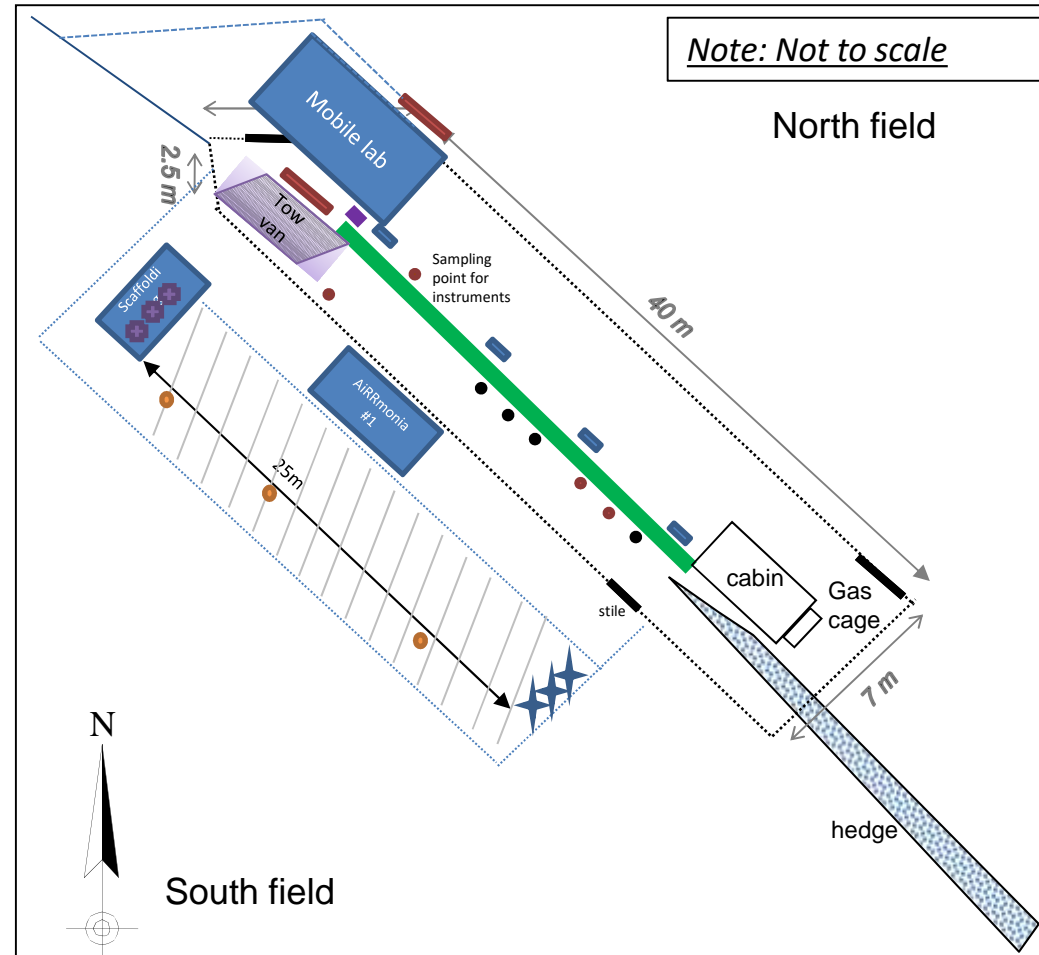 Note: Not to scale
North field
Mobile lab
2.5 m
Tow
van
Sampling
point for
instruments
40 m
Scaffoldi
AiRRmonia
#1
25m
cabin
Gas
cage
stile
7 m
N
hedge
South field